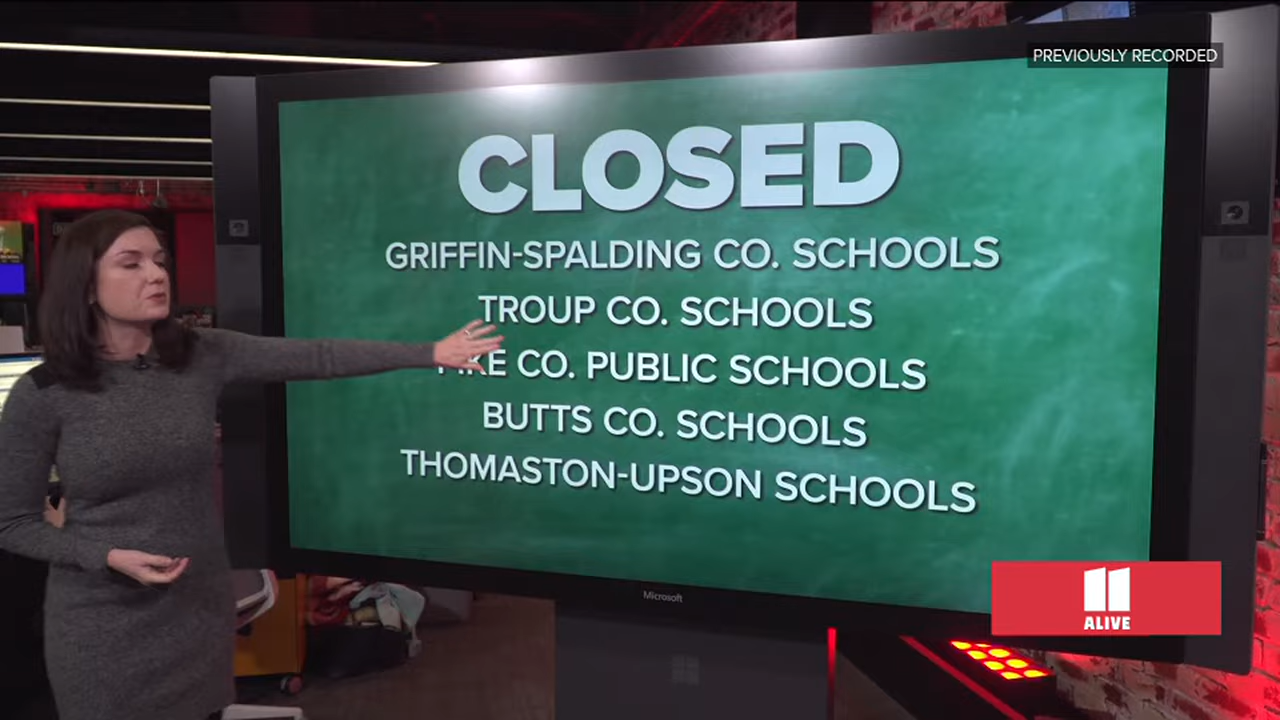 PREVIOUSLY RECORDED
CLOSED
GRIFFIN-SPALDING CO. SCHOOLS
TROUP CO. SCHOOLS
CO. PUBLIC SCHOOLS
BUTTS CO. SCHOOLS
THOMASTON-UPSON SCHOOLS
Microsoft
11
ALIVE